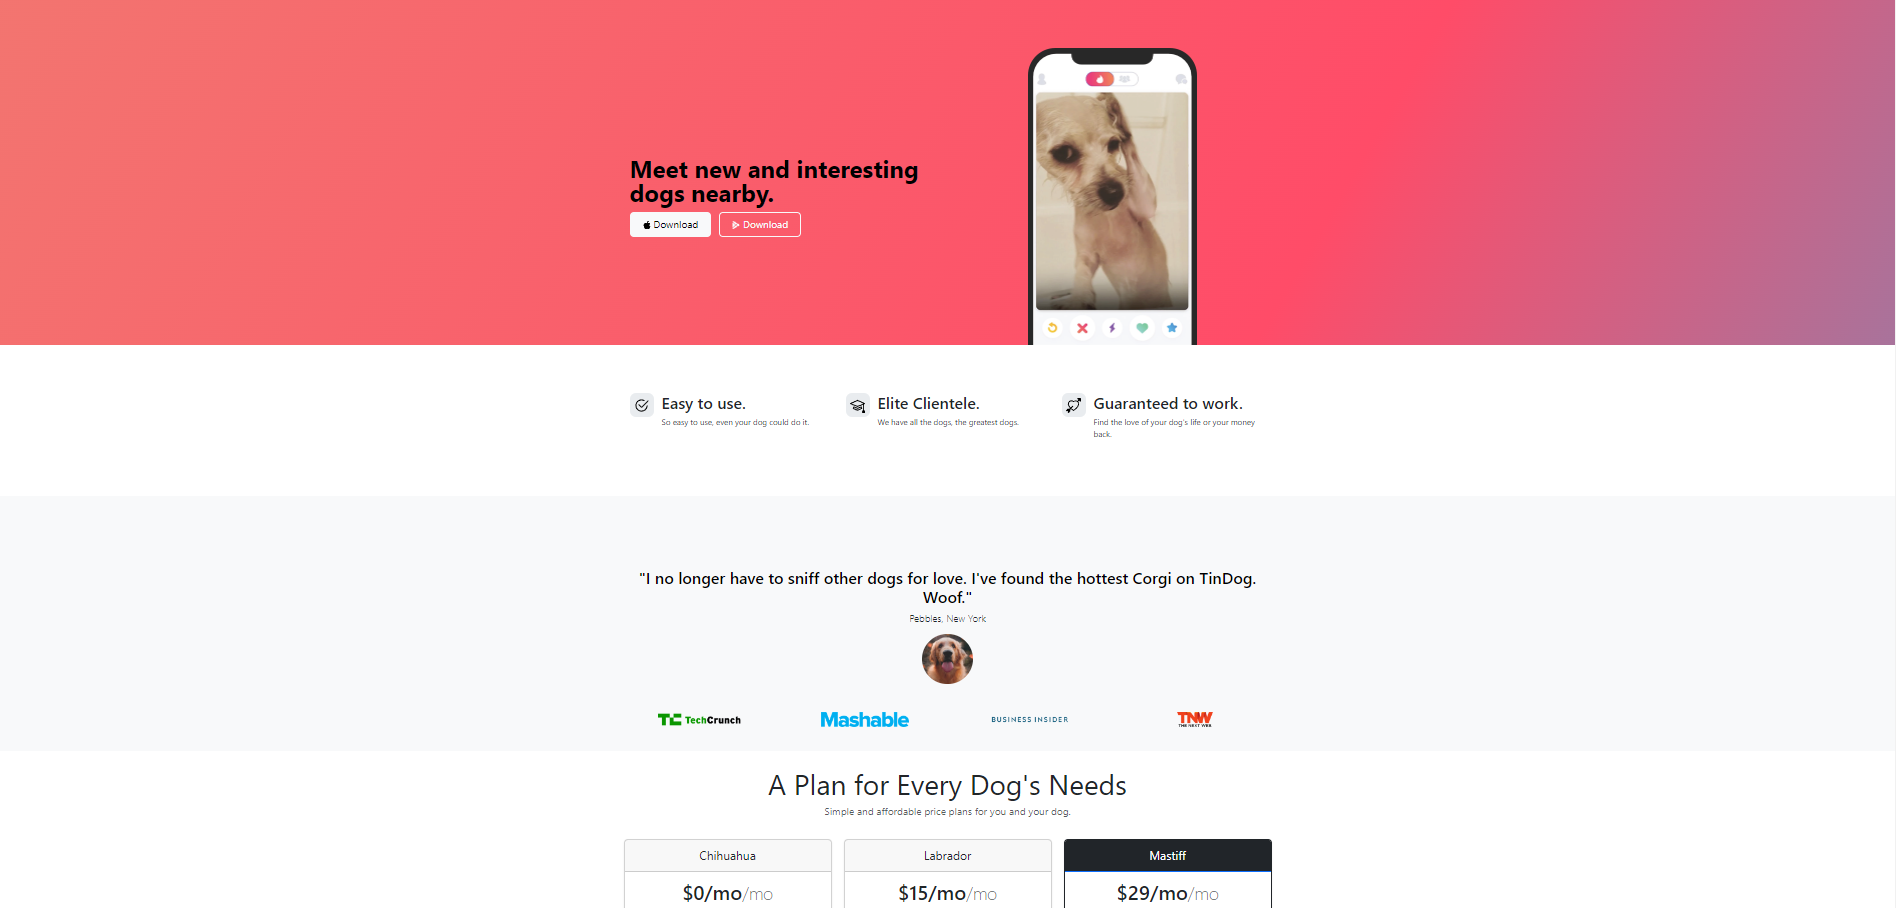 Meet new and interesting
dogs nearby.
Download
Download
Easy to use.
So easy to use, even your dog could do it.
Elite Clientele.
We have all the dogs, the greatest dogs.
Guaranteed to work.
Find the love of your dog's life or your money
back.
"I no longer have to sniff other dogs for love. I've found the hottest Corgi on TinDog.
Woof."
Pebbles, New York
TC TechCrunch
Mashable
BUSINESS INSIDER
TNW
THE NEXT WEB
A Plan for Every Dog's Needs
Simple and affordable price plans for you and your dog.
Chihuahua
Labrador
Mastiff
$0/mo/mo
$15/mo/mo
$29/mo/mo